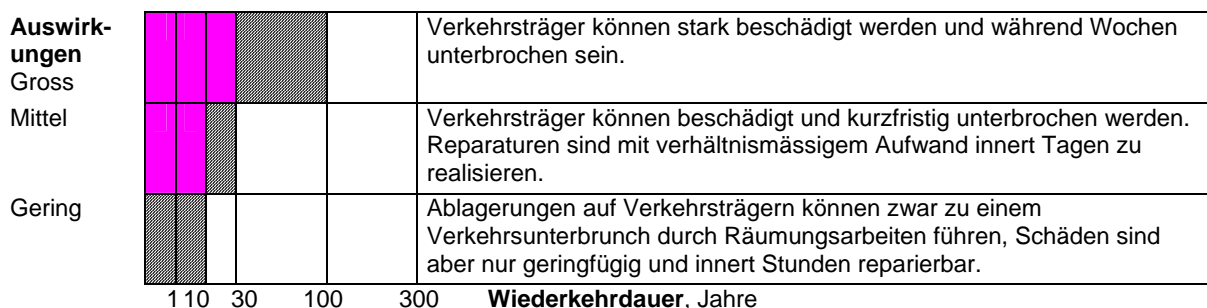 Auswirk-
ungen
Gross
Verkehrsträger können stark beschädigt werden und während Wochen
unterbrochen sein.
Mittel
Verkehrsträger können beschädigt und kurzfristig unterbrochen werden.
Reparaturen sind mit verhältnismässigem Aufwand innert Tagen zu
realisieren.
Gering
Ablagerungen auf Verkehrsträgern können zwar zu einem
Verkehrsunterbrunch durch Räumungsarbeiten führen, Schäden sind
aber nur geringfügig und innert Stunden reparierbar.
1 10 30 100 300 Wiederkehrdauer, Jahre